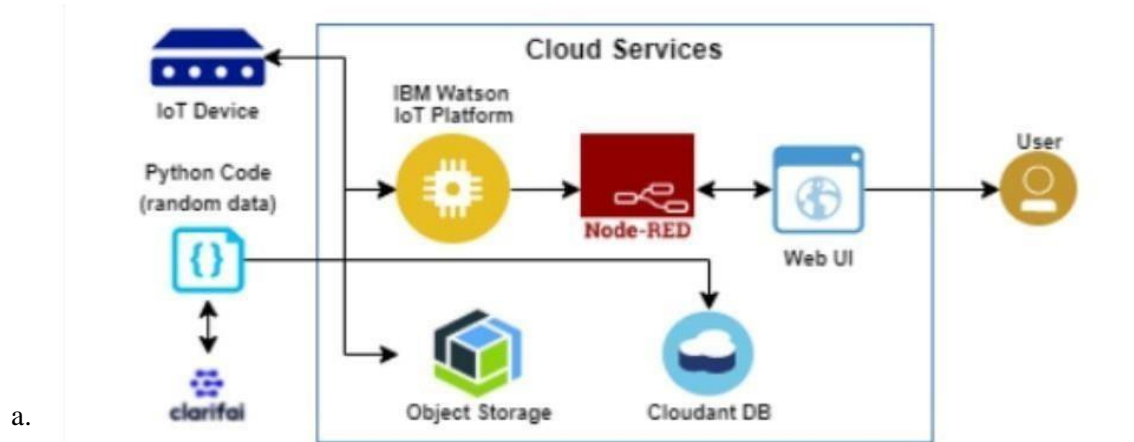 Cloud Services
IoT Device
IBM Watson
IoT Platform
User
Python Code
(random data)
Node-RED
Web UI
clarifai
Object Storage
Cloudant DB
a.